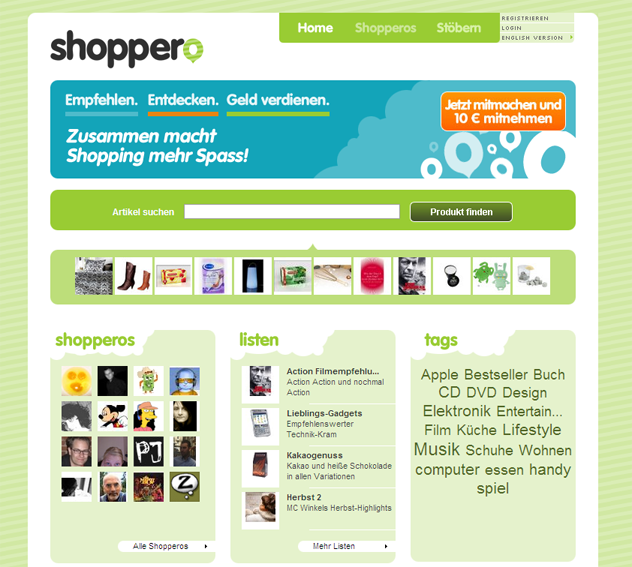 shoppero
Home Shopperos Stöbern
REGISTRIEREN
LOGIN
ENGLISH VERSION
Empfehlen. Entdecken. Geld verdienen.
Zusammen macht
Shopping mehr Spass!
Jetzt mitmachen und
10 € mitnehmen
Artikel suchen
Produkt finden
shopperos
Alle Shopperos
listen
Action Filmempfehlu...
Action Action und nochmal
Action
Lieblings-Gadgets
Empfehlenswerter
Technik-Kram
Kakaogenuss
Kakao und heiße Schokolade
in allen Variationen
Herbst 2
MC Winkels Herbst-Highlights
Mehr Listen
tags
Apple Bestseller Buch
CD DVD Design
Elektronik Entertain...
Film Küche Lifestyle
Musik Schuhe Wohnen
computer essen handy
spiel